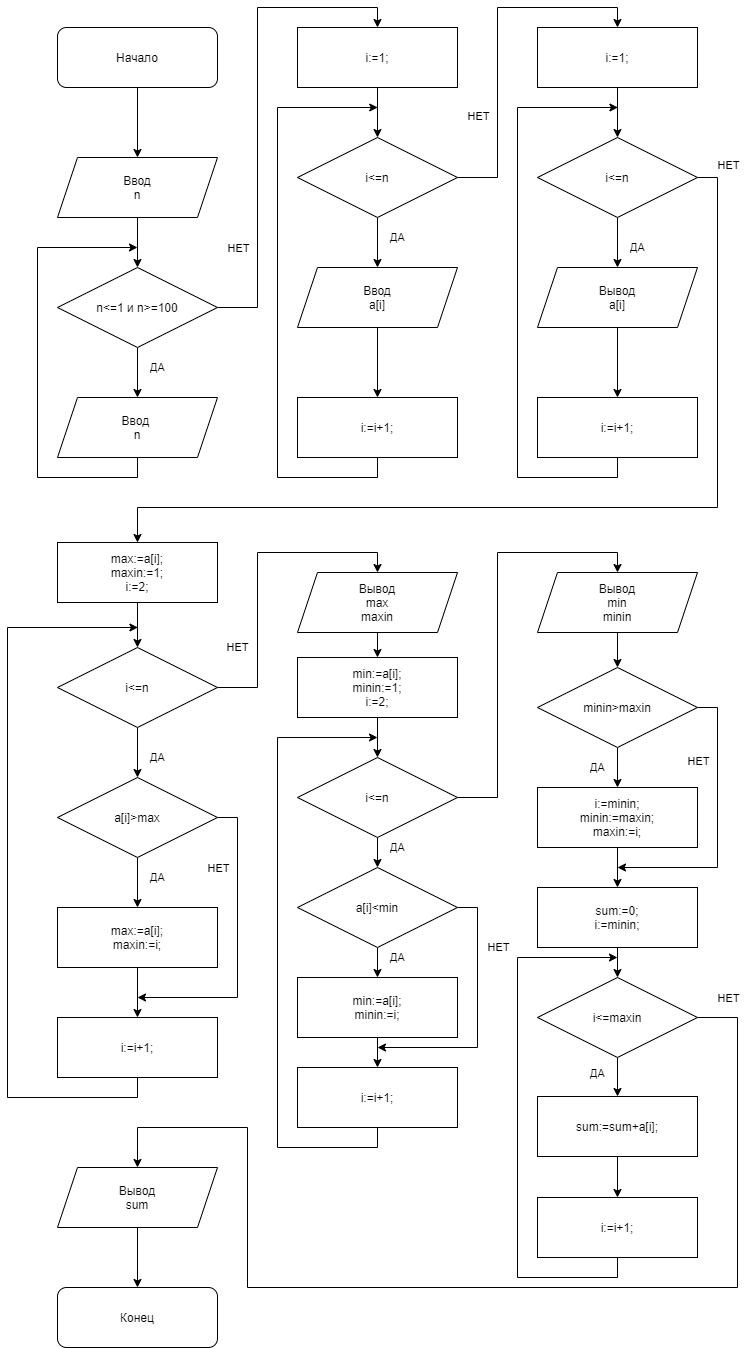 Начало
Ввод
n
НЕТ
n<=1 и n>=100
ДА
Ввод
n
i:=1;
НЕТ
i<=n
ДА
Ввод
a[i]
i:=i+1;
i:=1;
НЕТ
i<=n
ДА
Вывод
a[i]
i:=i+1;
max:=a[i];
maxin:=1;
i:=2;
НЕТ
i<=n
ДА
a[i]>max
НЕТ
ДА
max:=a[i];
maxin:=i;
i:=i+1;
Вывод
max
maxin
min:=a[i];
minin:=1;
i:=2;
i<=n
ДА
a[i]<min
НЕТ
ДА
min:=a[i];
minin:=i;
i:=i+1;
Вывод
min
minin
minin>maxin
НЕТ
ДА
i:=minin;
minin:=maxin;
maxin:=i;
sum:=0;
i:=minin;
НЕТ
i<=maxin
ДА
sum:=sum+a[i];
i:=i+1;
Вывод
sum
Конец